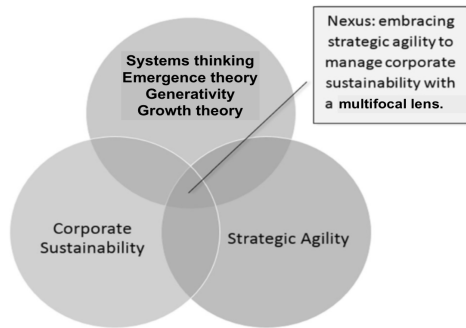 Systems thinking
Emergence theory
Generativity
Growth theory
Nexus: embracing
strategic agility to
manage corporate
sustainability with
a multifocal lens.
Corporate
Sustainability
Strategic Agility